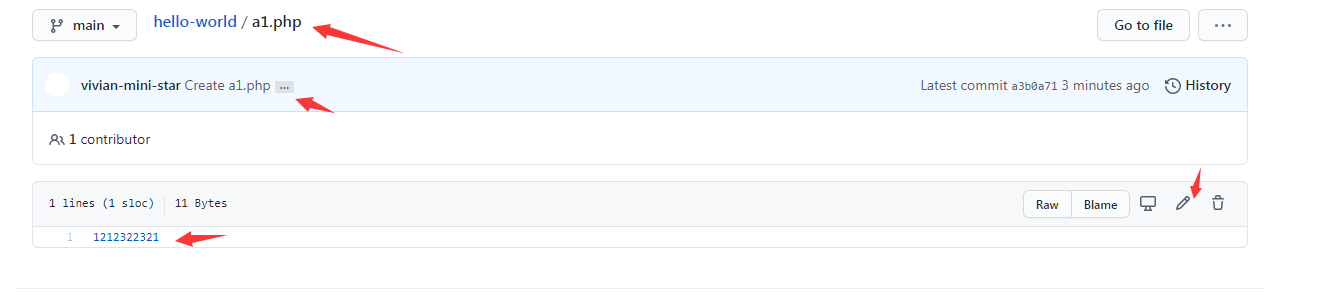 main hello-world / a1.php Go to file ...
vivian-mini-star Create a1.php ... Latest commit a3b0a71 3 minutes ago History
1 contributor
1 lines (1 sloc) 11 Bytes Raw Blame
1 1212322321